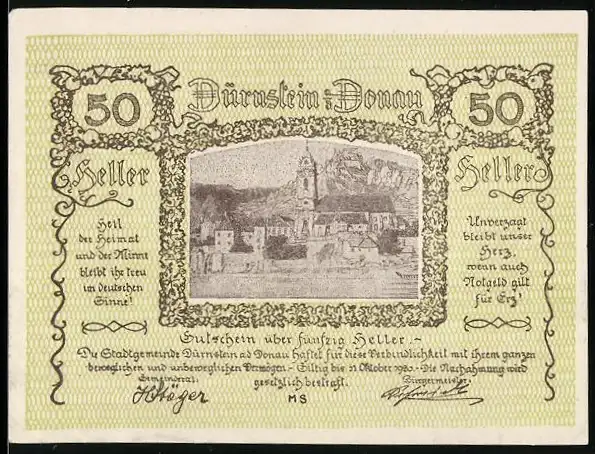 50
Dürnstein a/D Donau
50
Heller
Heller
Heil
der Heimat
und der Minne
bleibt ihr treu
im deutschen
Sinne!
Unverzagt
bleibt unser
Herz,
wenn auch
Notgeld gilt
für Erz!
Gutschein über fünfzig Heller.~
Die Stadtgemeinde Dürnstein ad Donau haftet für diese Verbindlichkeit mit ihrem ganzen
beweglichen und unbeweglichen Vermögen.- Giltig bis 31 Oktober 1920.- Die Nachahmung wird
Gemeinderat:
gesetzlich bestraft.
Bürgermeister:
MS